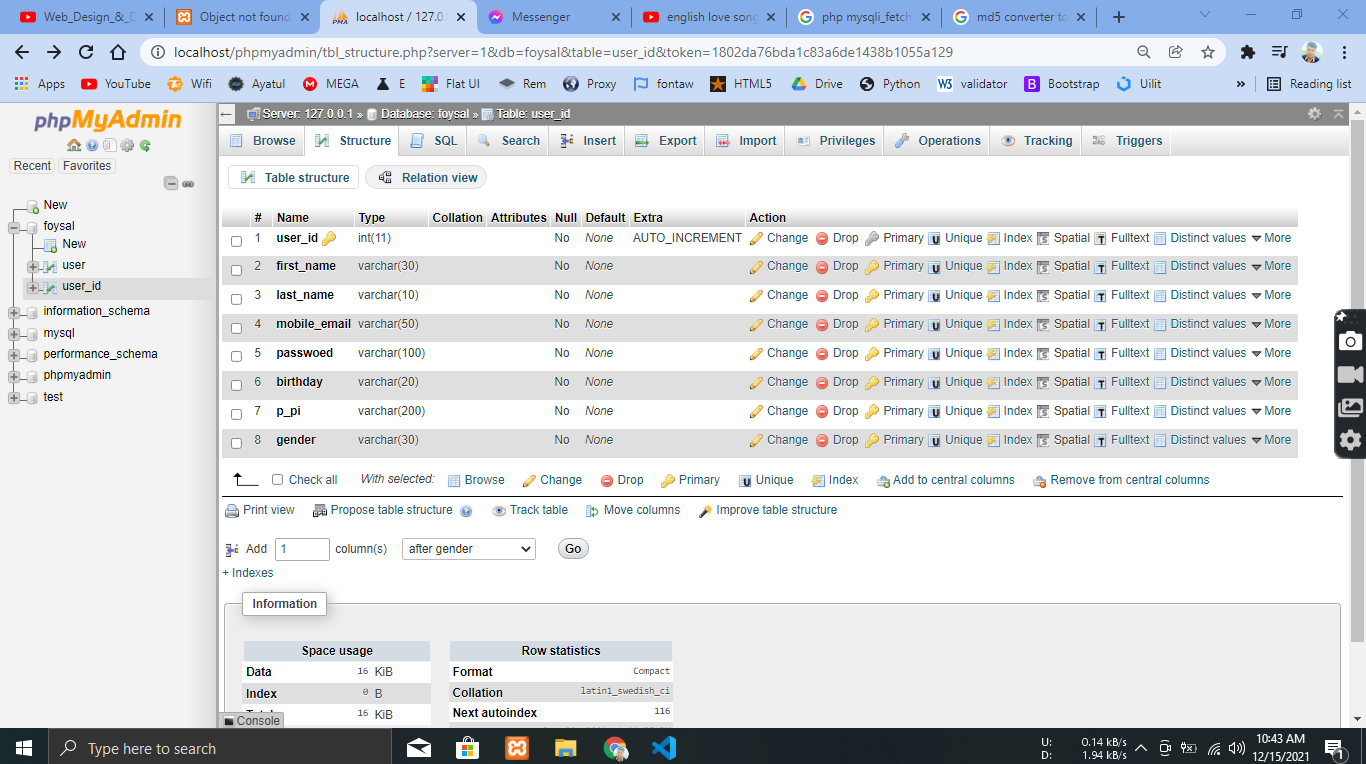 Web_Design_&_D
Object not found
localhost / 127.0.
Messenger
english love song
php mysqli_fetch
md5 converter to
localhost/phpmyadmin/tbl_structure.php?server=1&db=foysal&table=user_id&token=1802da76bda1c83a6de1438b1055a129
Apps YouTube Wifi Ayatul MEGA E Flat UI Rem Proxy fontaw HTML5 Drive Python validator Bootstrap Uilit » Reading list
phpMyAdmin
Recent Favorites
New
foysal
New
user
user_id
information_schema
mysql
performance_schema
phpmyadmin
test
Server: 127.0.0.1 » Database: foysal » Table: user_id
Browse Structure SQL Search Insert Export Import Privileges Operations Tracking Triggers
Table structure Relation view
# Name Type Collation Attributes Null Default Extra Action
1 user_id int(11) No None AUTO_INCREMENT Change Drop Primary Unique Index Spatial Fulltext Distinct values More
2 first_name varchar(30) No None Change Drop Primary Unique Index Spatial Fulltext Distinct values More
3 last_name varchar(10) No None Change Drop Primary Unique Index Spatial Fulltext Distinct values More
4 mobile_email varchar(50) No None Change Drop Primary Unique Index Spatial Fulltext Distinct values More
5 passwoed varchar(100) No None Change Drop Primary Unique Index Spatial Fulltext Distinct values More
6 birthday varchar(20) No None Change Drop Primary Unique Index Spatial Fulltext Distinct values More
7 p_pi varchar(200) No None Change Drop Primary Unique Index Spatial Fulltext Distinct values More
8 gender varchar(30) No None Change Drop Primary Unique Index Spatial Fulltext Distinct values More
Check all With selected: Browse Change Drop Primary Unique Index Add to central columns Remove from central columns
Print view Propose table structure Track table Move columns Improve table structure
Add 1 column(s) after gender Go
+ Indexes
Information
Space usage
Data 16 KiB
Index 0 B
16 KiB
Row statistics
Format Compact
Collation latin1_swedish_ci
Next autoindex 116
Console
Type here to search
U: 0.14 kB/s
D: 1.94 kB/s
10:43 AM
12/15/2021
1